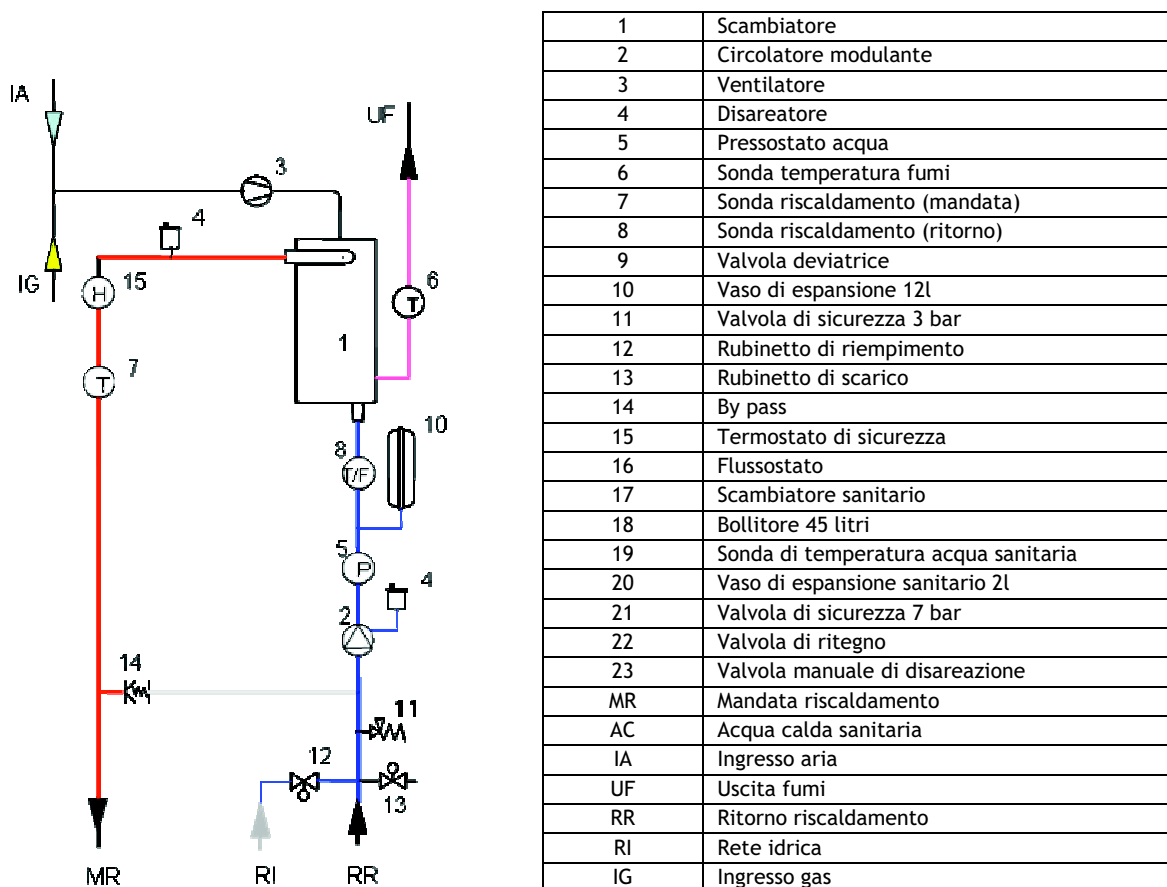 IA
UF
3
4
IG
15
H
6
T
1
7
T
10
8
T/F
5
P
4
2
14
11
12
13
MR
RI
RR
1 Scambiatore
2 Circolatore modulante
3 Ventilatore
4 Disareatore
5 Pressostato acqua
6 Sonda temperatura fumi
7 Sonda riscaldamento (mandata)
8 Sonda riscaldamento (ritorno)
9 Valvola deviatrice
10 Vaso di espansione 12l
11 Valvola di sicurezza 3 bar
12 Rubinetto di riempimento
13 Rubinetto di scarico
14 By pass
15 Termostato di sicurezza
16 Flussostato
17 Scambiatore sanitario
18 Bollitore 45 litri
19 Sonda di temperatura acqua sanitaria
20 Vaso di espansione sanitario 2l
21 Valvola di sicurezza 7 bar
22 Valvola di ritegno
23 Valvola manuale di disareazione
MR Mandata riscaldamento
AC Acqua calda sanitaria
IA Ingresso aria
UF Uscita fumi
RR Ritorno riscaldamento
RI Rete idrica
IG Ingresso gas